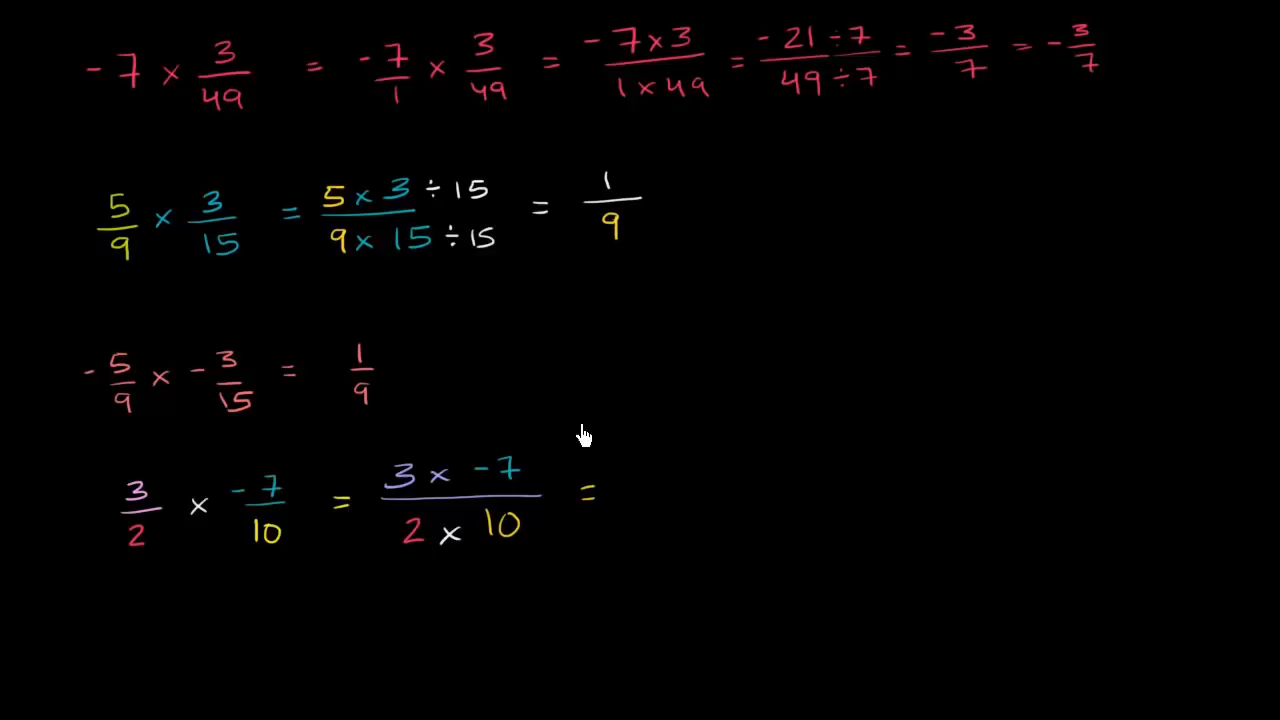 -7 × 3/49 = -7/1 × 3/49 = -7×3/1×49 = -21÷7/49÷7 = -3/7 = -3/7
5/9 × 3/15 = 5×3÷15/9×15÷15 = 1/9
-5/9 × -3/15 = 1/9
3/2 × -7/10 = 3×-7/2×10 =